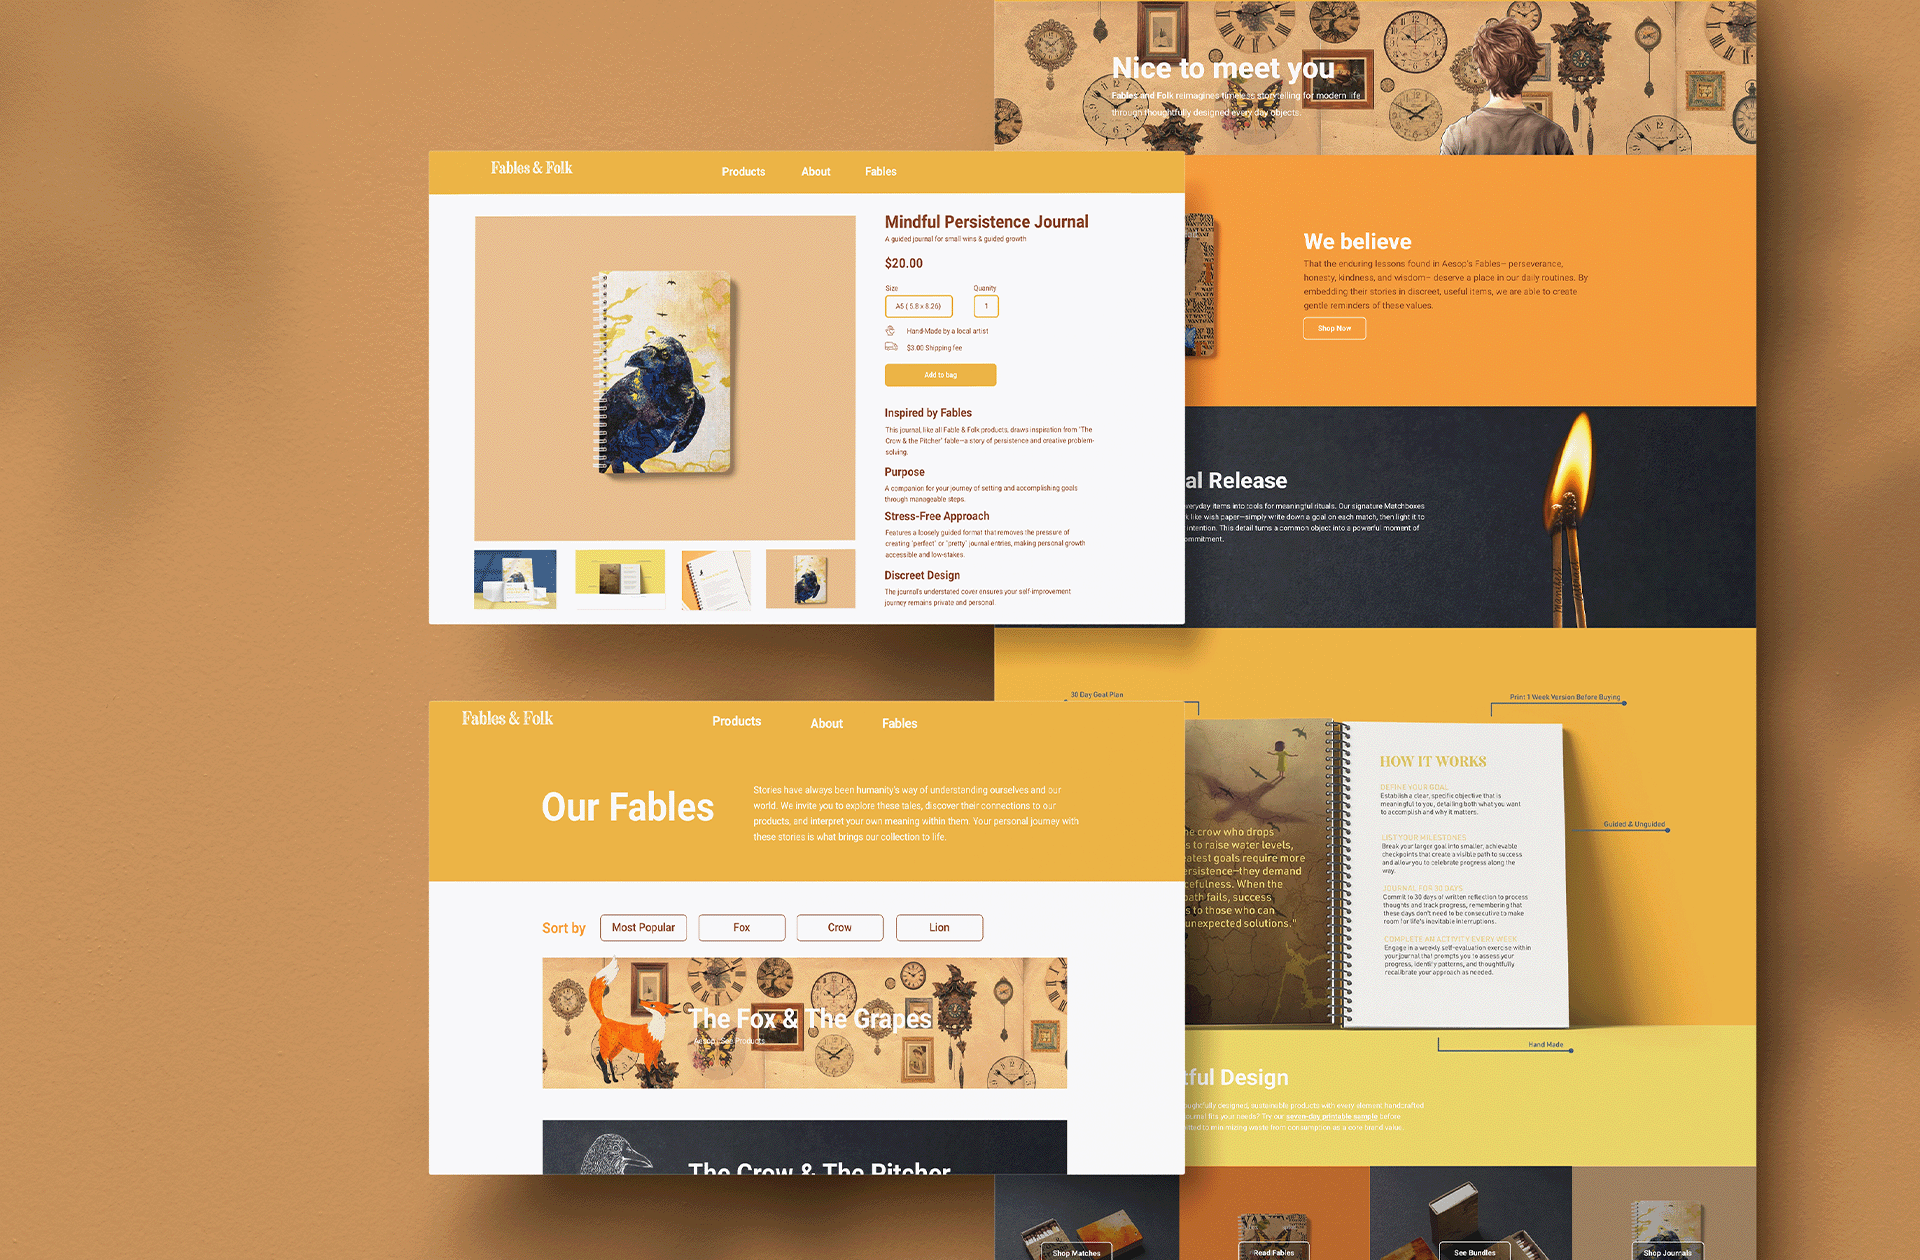 Nice to meet you
Fables and Folk reimagines timeless storytelling for modern life
through thoughtfully designed every day objects.
Fables & Folk
Products
About
Fables
Mindful Persistence Journal
A guided journal for small wins & guided growth
$20.00
Size
Quanity
A5 ( 5.8 x 8.26)
1
Hand-Made by a local artist
$3.00 Shipping fee
Add to bag
Inspired by Fables
This journal, like all Fable & Folk products, draws inspiration from "The
Crow & the Pitcher" fable—a story of persistence and creative problem-
solving.
Purpose
A companion for your journey of setting and accomplishing goals
through manageable steps.
Stress-Free Approach
Features a loosely guided format that removes the pressure of
creating "perfect" or "pretty" journal entries, making personal growth
accessible and low-stakes.
Discreet Design
The journal's understated cover ensures your self-improvement
journey remains private and personal.
We believe
That the enduring lessons found in Aesop's Fables— perseverance,
honesty, kindness, and wisdom— deserve a place in our daily routines. By
embedding their stories in discreet, useful items, we are able to create
gentle reminders of these values.
Shop Now
al Release
veryday items into tools for meaningful rituals. Our signature Matchboxes
like wish paper—simply write down a goal on each match, then light it to
intention. This detail turns a common object into a powerful moment of
ommitment.
30 Day Goal Plan
Print 1 Week Version Before Buying
he crow who drops
s to raise water levels,
eatest goals require more
ersistence—they demand
cefulness. When the
path fails, success
s to those who can
unexpected solutions."
HOW IT WORKS
DEFINE YOUR GOAL
Establish a clear, specific objective that is
meaningful to you, detailing both what you want
to accomplish and why it matters.
LIST YOUR MILESTONES
Break your larger goal into smaller, achievable
checkpoints that create a visible path to success
and allow you to celebrate progress along the
way.
JOURNAL FOR 30 DAYS
Commit to 30 days of written reflection to process
thoughts and track progress, remembering that
these days don't need to be consecutive to make
room for life's inevitable interruptions.
COMPLETE AN ACTIVITY EVERY WEEK
Engage in a weekly self-evaluation exercise within
your journal that prompts you to assess your
progress, identify patterns, and thoughtfully
recalibrate your approach as needed.
Guided & Unguided
Hand Made
Fables & Folk
Products
About
Fables
Our Fables
Stories have always been humanity's way of understanding ourselves and our
world. We invite you to explore these tales, discover their connections to our
products, and interpret your own meaning within them. Your personal journey with
these stories is what brings our collection to life.
Sort by
Most Popular
Fox
Crow
Lion
The Fox & The Grapes
Aesop See Products
The Crow & The Pitcher
tful Design
oughtfully designed, sustainable products with every element handcrafted
ournal fits your needs? Try our seven-day printable sample before
itted to minimizing waste from consumption as a core brand value.
Shop Matches
Read Fables
See Bundles
Shop Journals